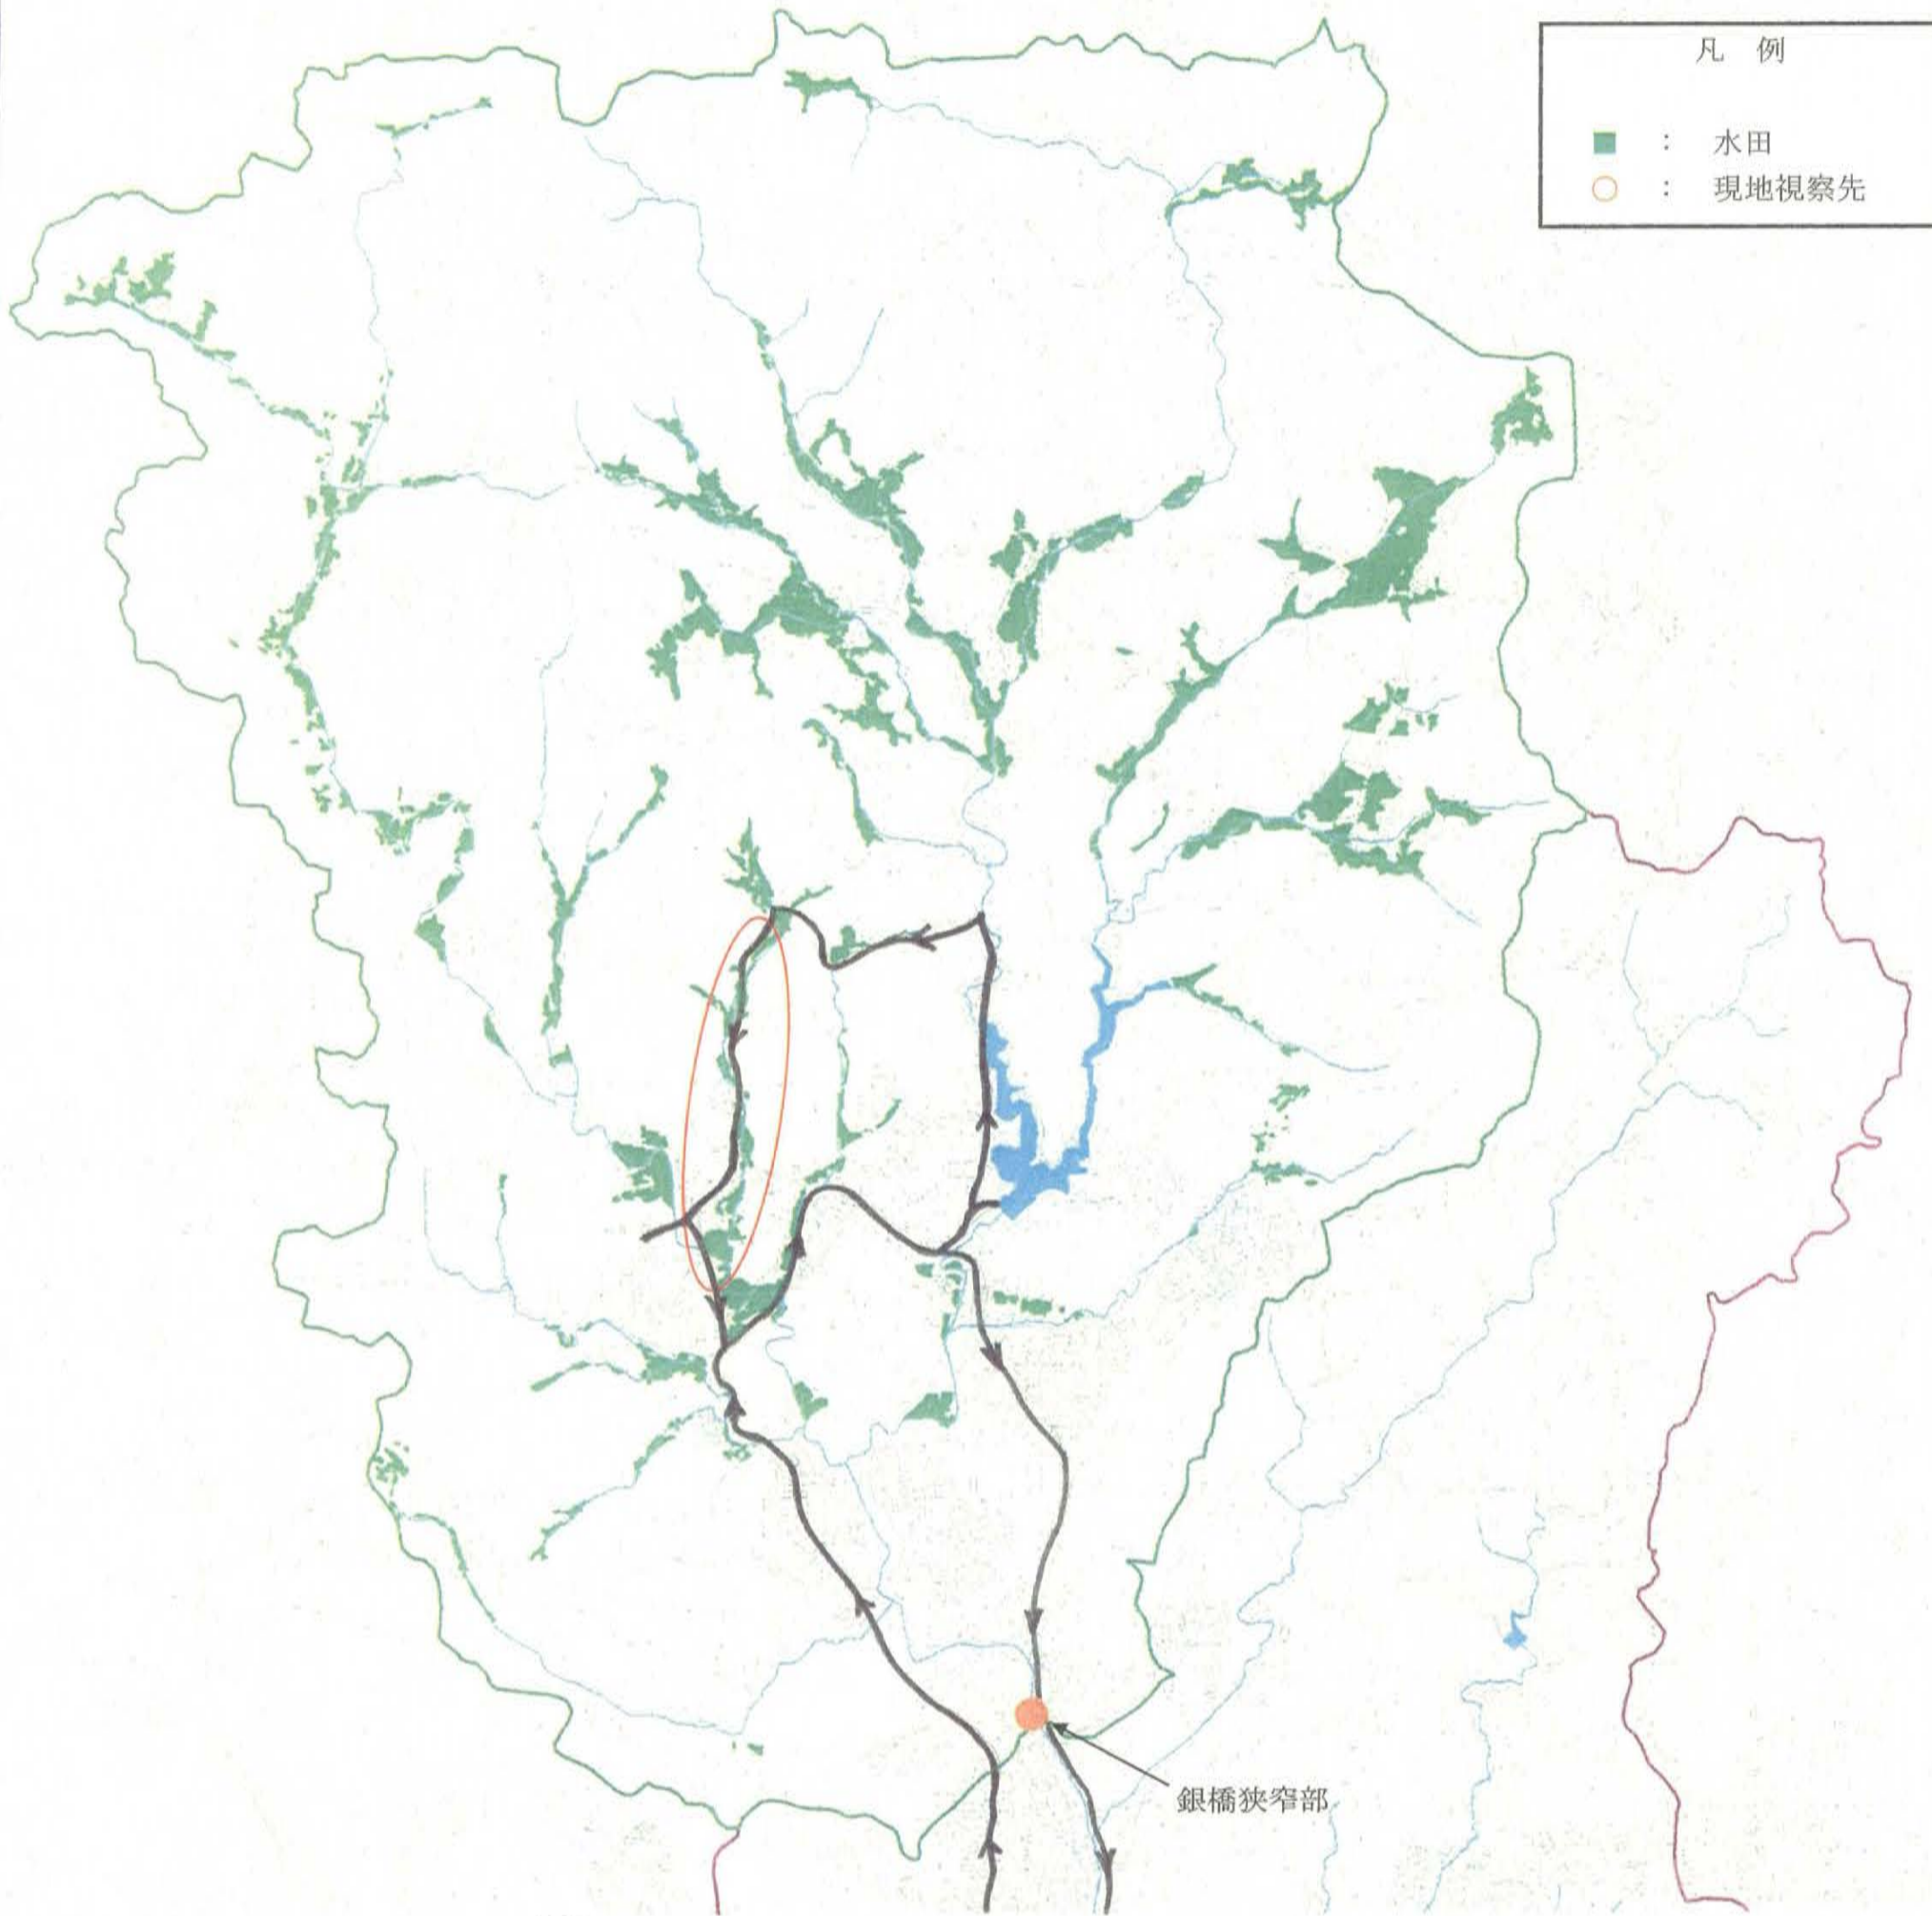 凡 例
： 水田
： 現地視察先
銀橋狭窄部